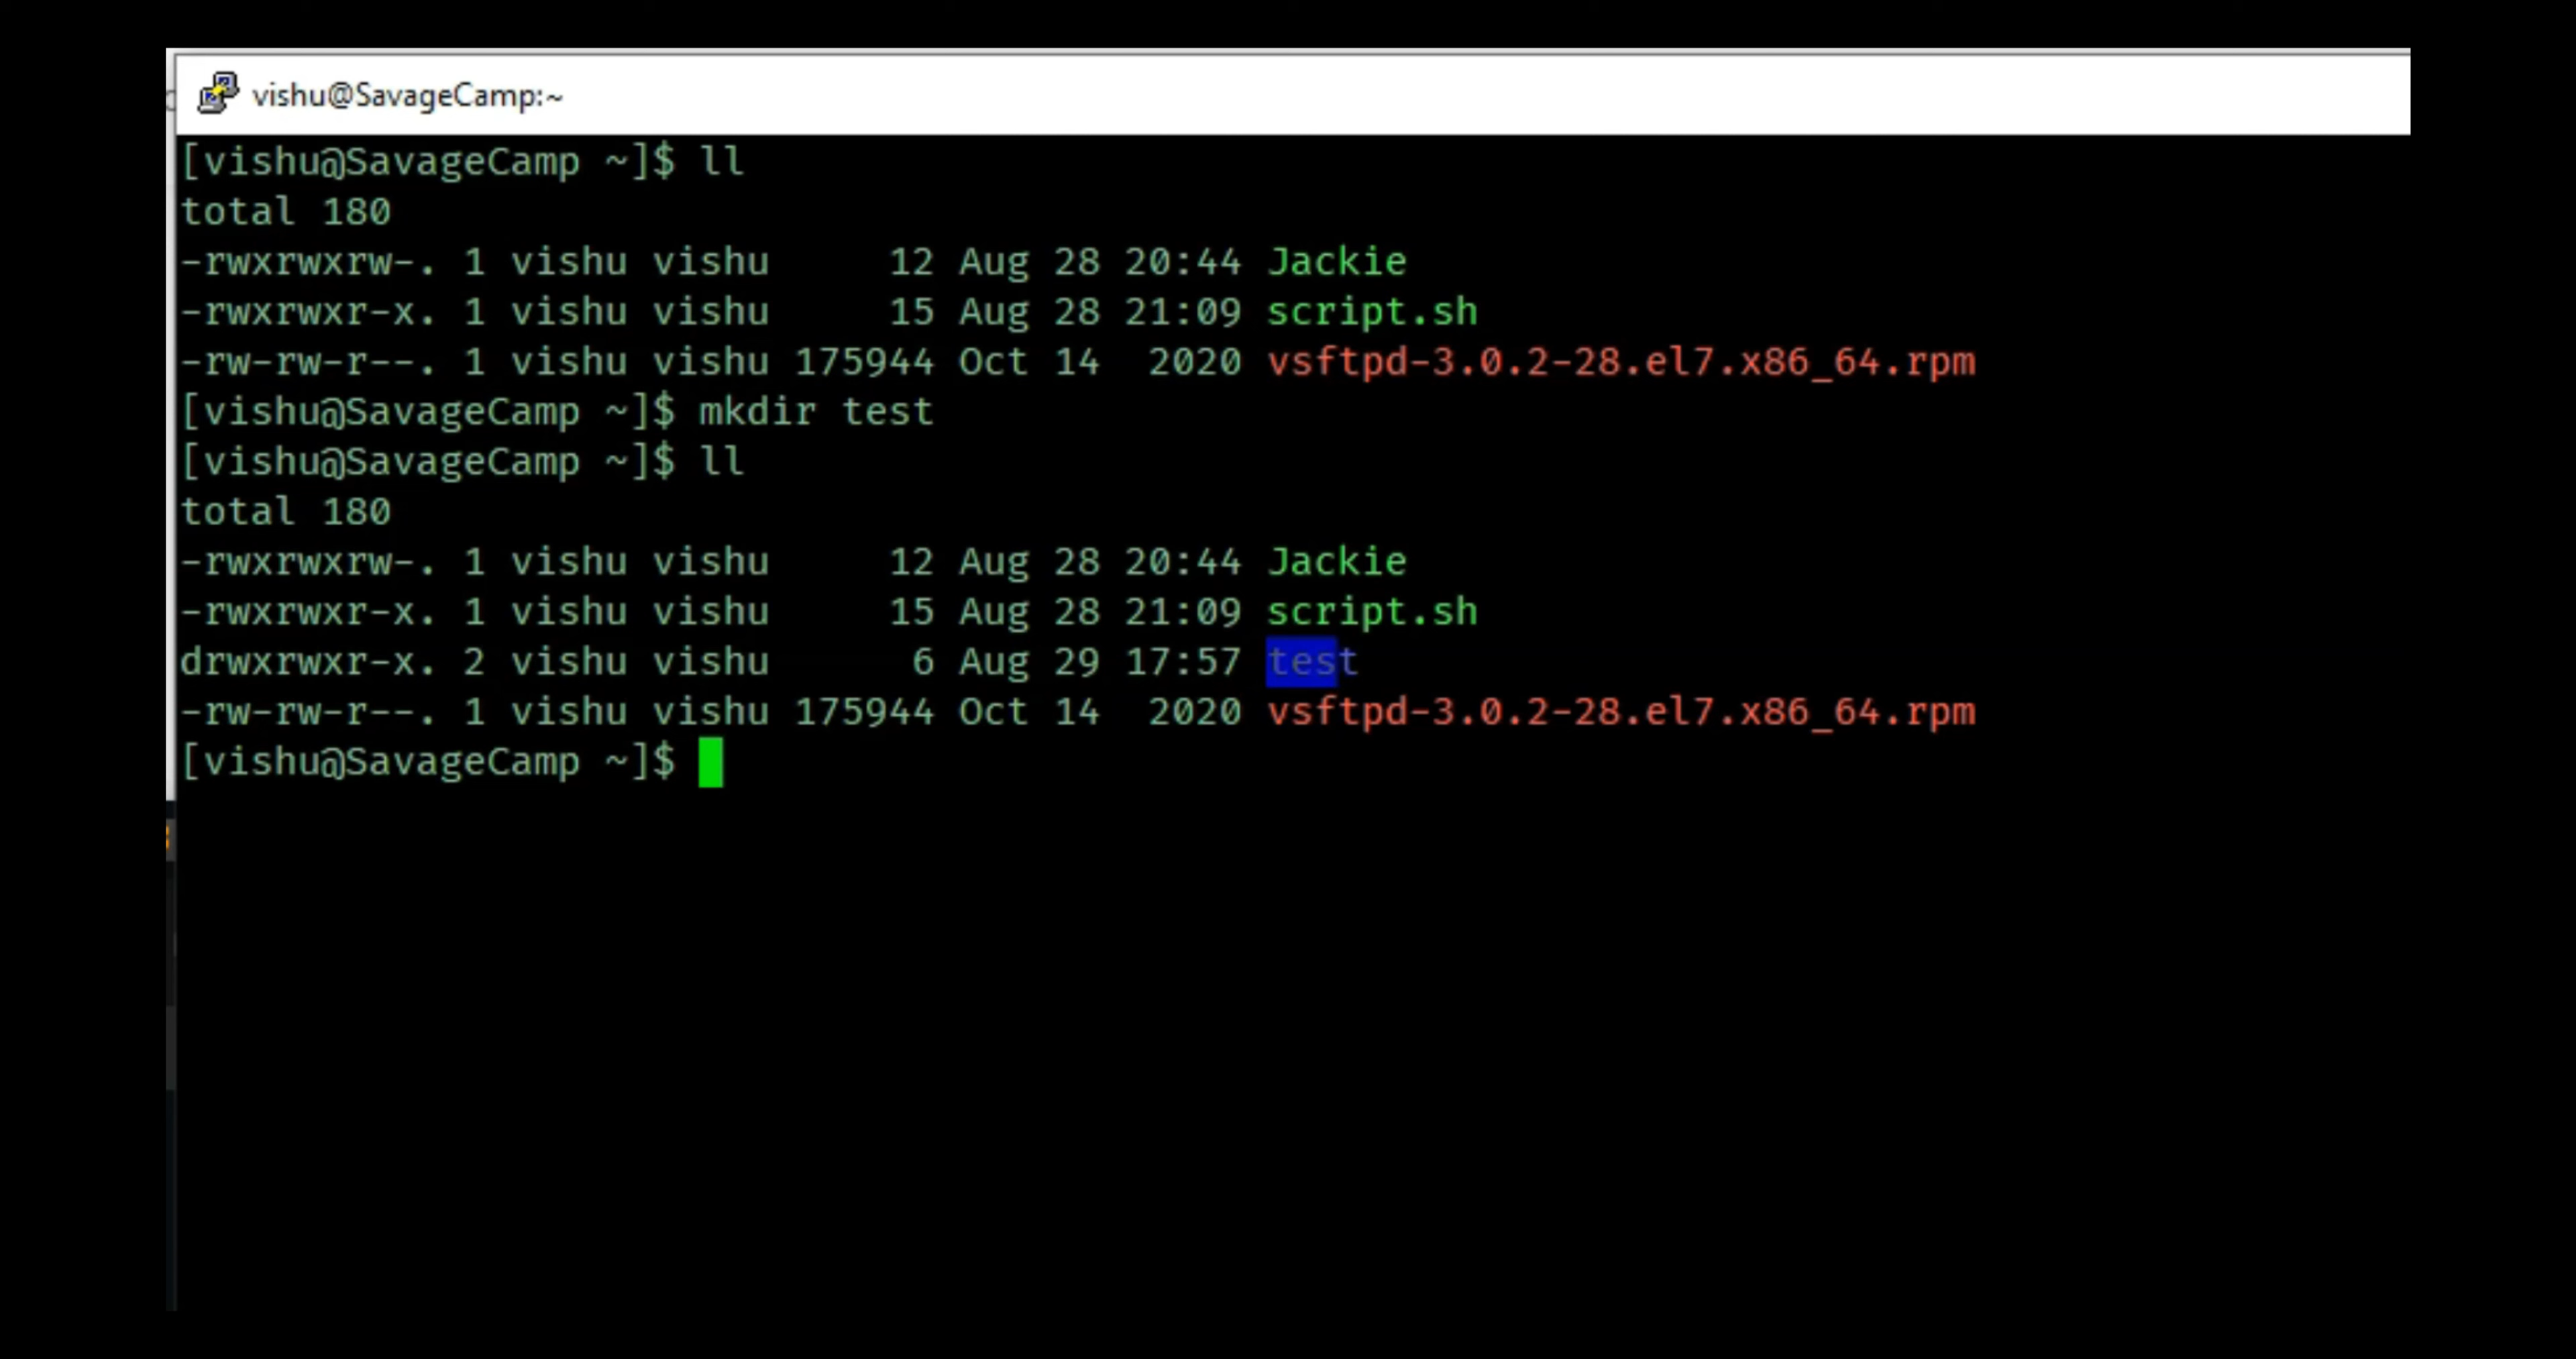 vishu@SavageCamp:~
[vishu@SavageCamp ~]$ ll
total 180
-rwxrwxrw-. 1 vishu vishu     12 Aug 28 20:44 Jackie
-rwxrwxr-x. 1 vishu vishu     15 Aug 28 21:09 script.sh
-rw-rw-r--. 1 vishu vishu 175944 Oct 14  2020 vsftpd-3.0.2-28.el7.x86_64.rpm
[vishu@SavageCamp ~]$ mkdir test
[vishu@SavageCamp ~]$ ll
total 180
-rwxrwxrw-. 1 vishu vishu     12 Aug 28 20:44 Jackie
-rwxrwxr-x. 1 vishu vishu     15 Aug 28 21:09 script.sh
drwxrwxr-x. 2 vishu vishu      6 Aug 29 17:57 test
-rw-rw-r--. 1 vishu vishu 175944 Oct 14  2020 vsftpd-3.0.2-28.el7.x86_64.rpm
[vishu@SavageCamp ~]$